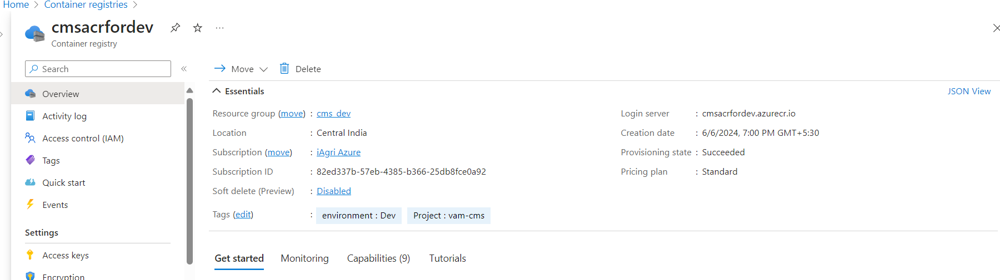 Home > Container registries >
cmsacrfordev
...
Container registry
Search
«
Overview
Activity log
Access control (IAM)
Tags
Quick start
Events
Settings
Access keys
Encryption
Move
Delete
Essentials
JSON View
Resource group (move) : cms_dev
Location : Central India
Subscription (move) : iAgri Azure
Subscription ID : 82ed337b-57eb-4385-b366-25db8fce0a92
Soft delete (Preview) : Disabled
Login server : cmsacrfordev.azurecr.io
Creation date : 6/6/2024, 7:00 PM GMT+5:30
Provisioning state : Succeeded
Pricing plan : Standard
Tags (edit) : environment : Dev Project : vam-cms
Get started Monitoring Capabilities (9) Tutorials